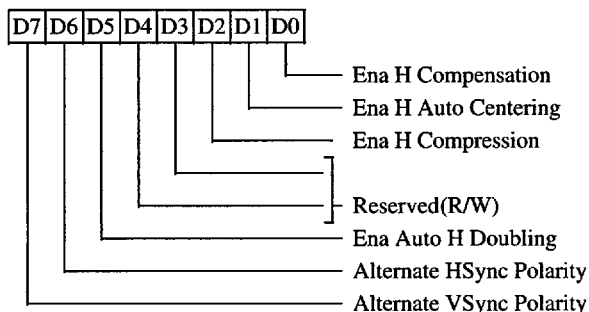 D7 D6 D5 D4 D3 D2 D1 D0
Ena H Compensation
Ena H Auto Centering
Ena H Compression
Reserved(R/W)
Ena Auto H Doubling
Alternate HSync Polarity
Alternate VSync Polarity